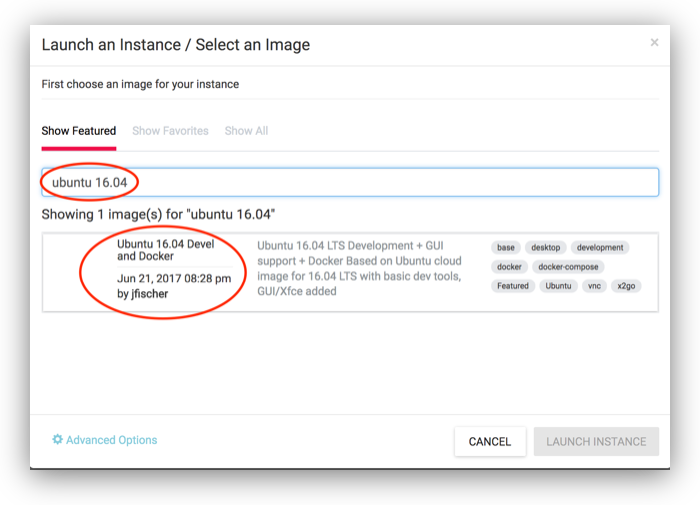 Launch an Instance / Select an Image
×
First choose an image for your instance
Show Featured Show Favorites Show All
ubuntu 16.04
Showing 1 image(s) for "ubuntu 16.04"
Ubuntu 16.04 Devel
and Docker
Jun 21, 2017 08:28 pm
by jfischer
Ubuntu 16.04 LTS Development + GUI
support + Docker Based on Ubuntu cloud
image for 16.04 LTS with basic dev tools,
GUI/Xfce added
base desktop development
docker docker-compose
Featured Ubuntu vnc x2go
Advanced Options
CANCEL LAUNCH INSTANCE